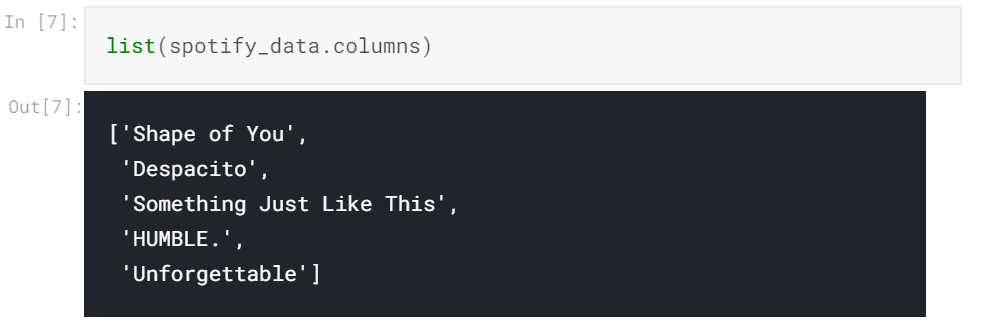 In [7]:
list(spotify_data.columns)
Out[7]:
['Shape of You',
'Despacito',
'Something Just Like This',
'HUMBLE.',
'Unforgettable']